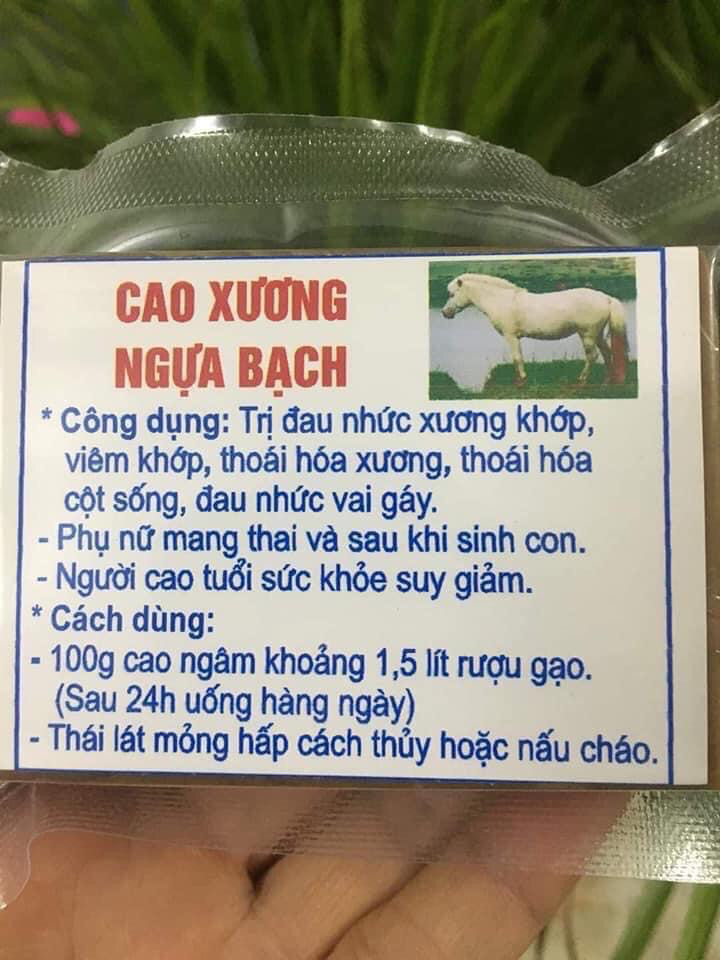 CAO XƯƠNG
NGỰA BẠCH
* Công dụng: Trị đau nhức xương khớp,
viêm khớp, thoái hóa xương, thoái hóa
cột sống, đau nhức vai gáy.
- Phụ nữ mang thai và sau khi sinh con.
- Người cao tuổi sức khỏe suy giảm.
* Cách dùng:
- 100g cao ngâm khoảng 1,5 lít rượu gạo.
(Sau 24h uống hàng ngày)
- Thái lát mỏng hấp cách thủy hoặc nấu cháo.